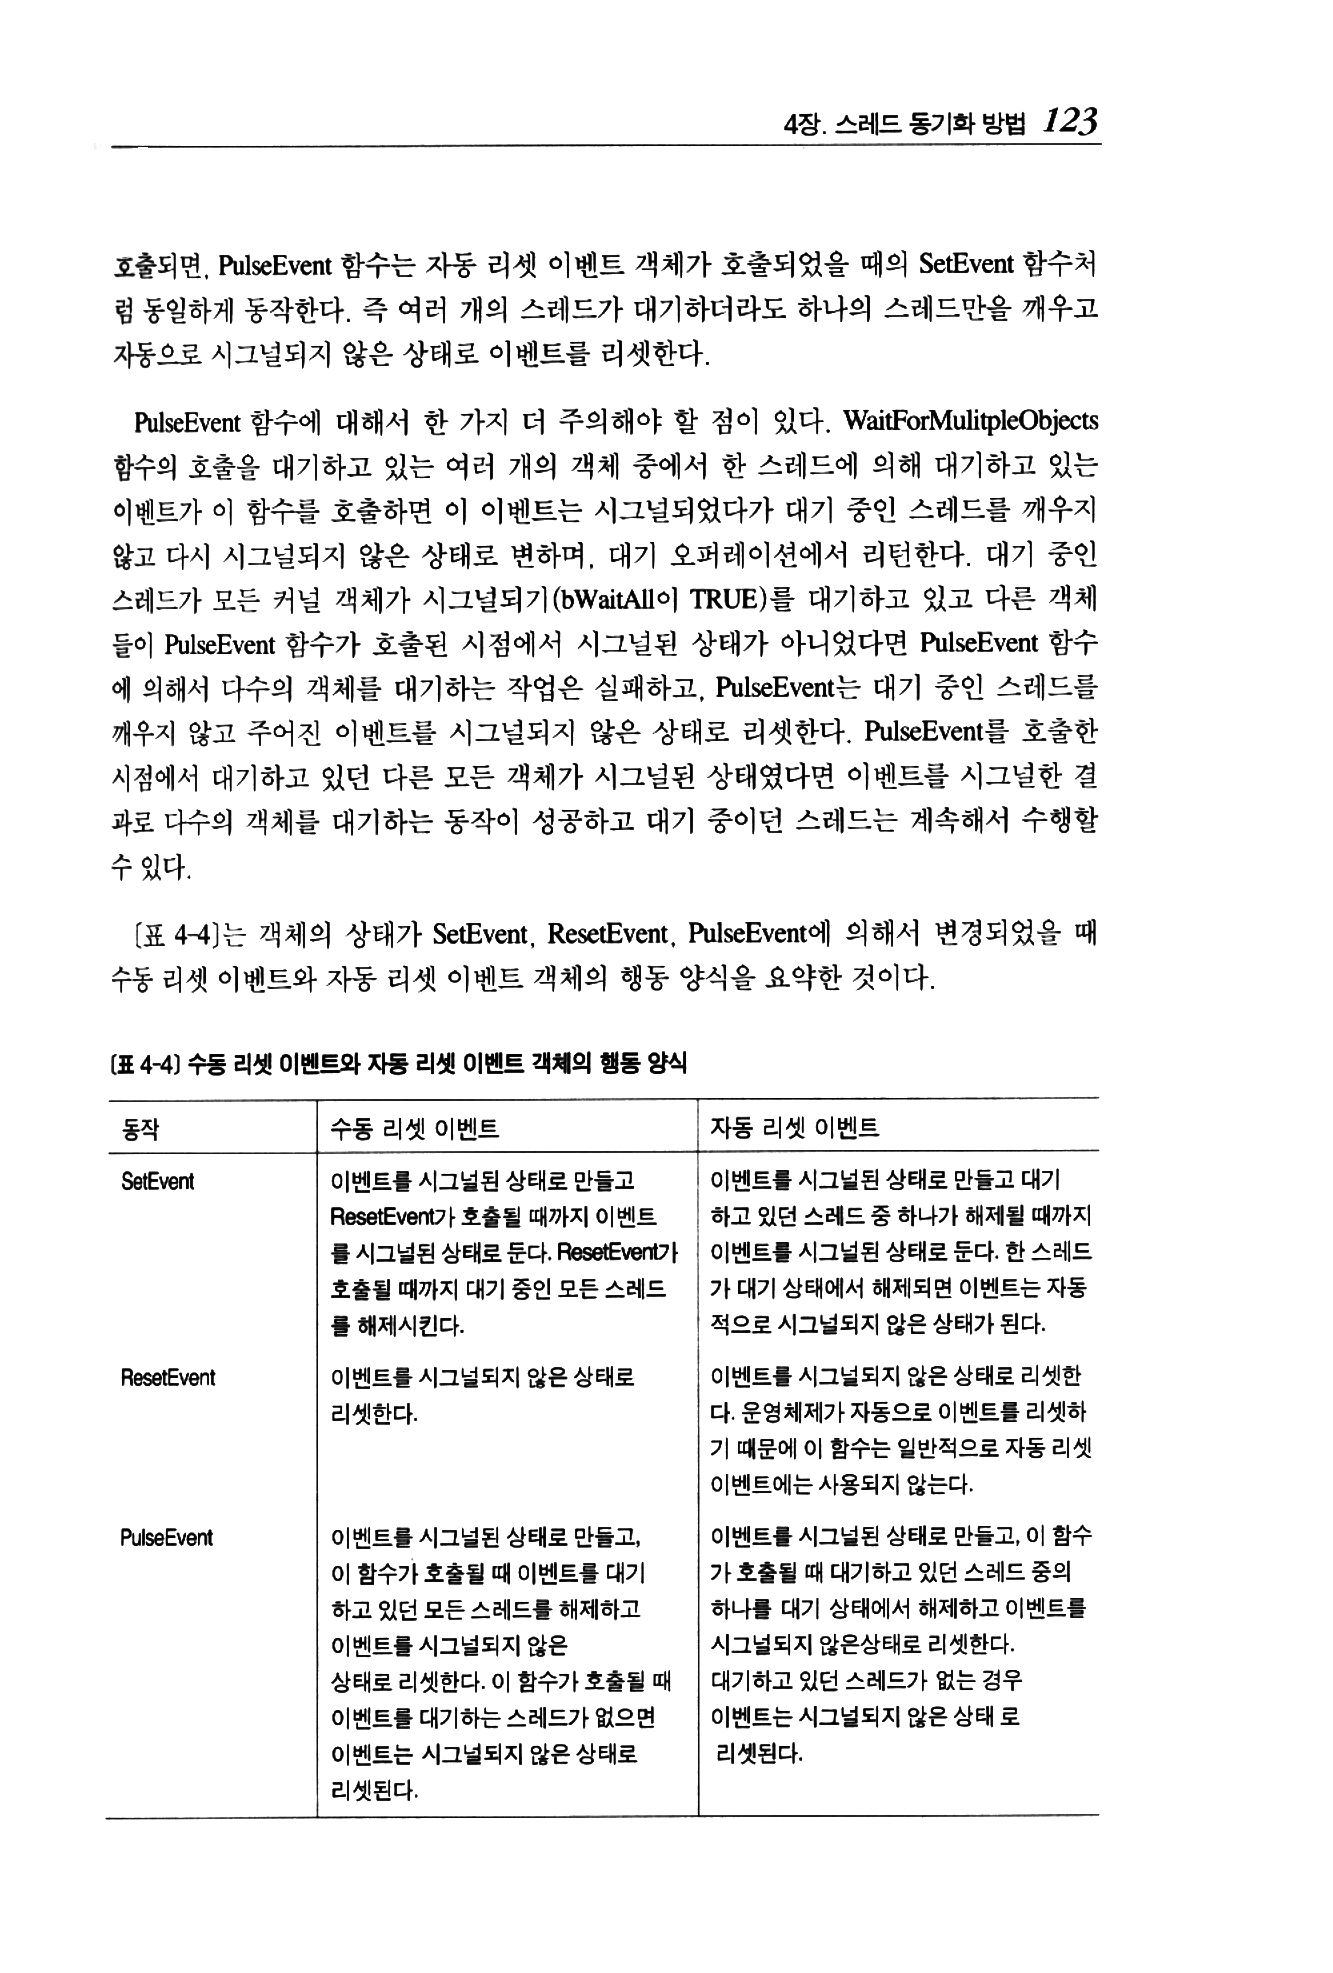 4장. 스레드 동기화 방법 123
호출되면, PulseEvent 함수는 자동 리셋 이벤트 객체가 호출되었을 때의 SetEvent 함수처
럼 동일하게 동작한다. 즉 여러 개의 스레드가 대기하더라도 하나의 스레드만을 깨우고
자동으로 시그널되지 않은 상태로 이벤트를 리셋한다.
PulseEvent 함수에 대해서 한 가지 더 주의해야 할 점이 있다. WaitForMulitpleObjects
함수의 호출을 대기하고 있는 여러 개의 객체 중에서 한 스레드에 의해 대기하고 있는
이벤트가 이 함수를 호출하면 이 이벤트는 시그널되었다가 대기 중인 스레드를 깨우지
않고 다시 시그널되지 않은 상태로 변하며, 대기 오퍼레이션에서 리턴한다. 대기 중인
스레드가 모든 커널 객체가 시그널되기(bWaitAll이 TRUE)를 대기하고 있고 다른 객체
들이 PulseEvent 함수가 호출된 시점에서 시그널된 상태가 아니었다면 PulseEvent 함수
에 의해서 다수의 객체를 대기하는 작업은 실패하고, PulseEvent는 대기 중인 스레드를
깨우지 않고 주어진 이벤트를 시그널되지 않은 상태로 리셋한다. PulseEvent를 호출한
시점에서 대기하고 있던 다른 모든 객체가 시그널된 상태였다면 이벤트를 시그널한 결
과로 다수의 객체를 대기하는 동작이 성공하고 대기 중이던 스레드는 계속해서 수행할
수 있다.
[표 4-4]는 객체의 상태가 SetEvent, ResetEvent, PulseEvent에 의해서 변경되었을 때
수동 리셋 이벤트와 자동 리셋 이벤트 객체의 행동 양식을 요약한 것이다.
[표 4-4] 수동 리셋 이벤트와 자동 리셋 이벤트 객체의 행동 양식
동작
수동 리셋 이벤트
자동 리셋 이벤트
SetEvent
이벤트를 시그널된 상태로 만들고
ResetEvent가 호출될 때까지 이벤트
를 시그널된 상태로 둔다. ResetEvent가
호출될 때까지 대기 중인 모든 스레드
를 해제시킨다.
이벤트를 시그널된 상태로 만들고 대기
하고 있던 스레드 중 하나가 해제될 때까지
이벤트를 시그널된 상태로 둔다. 한 스레드
가 대기 상태에서 해제되면 이벤트는 자동
적으로 시그널되지 않은 상태가 된다.
ResetEvent
이벤트를 시그널되지 않은 상태로
리셋한다.
이벤트를 시그널되지 않은 상태로 리셋한
다. 운영체제가 자동으로 이벤트를 리셋하
기 때문에 이 함수는 일반적으로 자동 리셋
이벤트에는 사용되지 않는다.
PulseEvent
이벤트를 시그널된 상태로 만들고,
이 함수가 호출될 때 이벤트를 대기
하고 있던 모든 스레드를 해제하고
이벤트를 시그널되지 않은
상태로 리셋한다. 이 함수가 호출될 때
이벤트를 대기하는 스레드가 없으면
이벤트는 시그널되지 않은 상태로
리셋된다.
이벤트를 시그널된 상태로 만들고, 이 함수
가 호출될 때 대기하고 있던 스레드 중의
하나를 대기 상태에서 해제하고 이벤트를
시그널되지 않은상태로 리셋한다.
대기하고 있던 스레드가 없는 경우
이벤트는 시그널되지 않은 상태 로
리셋된다.